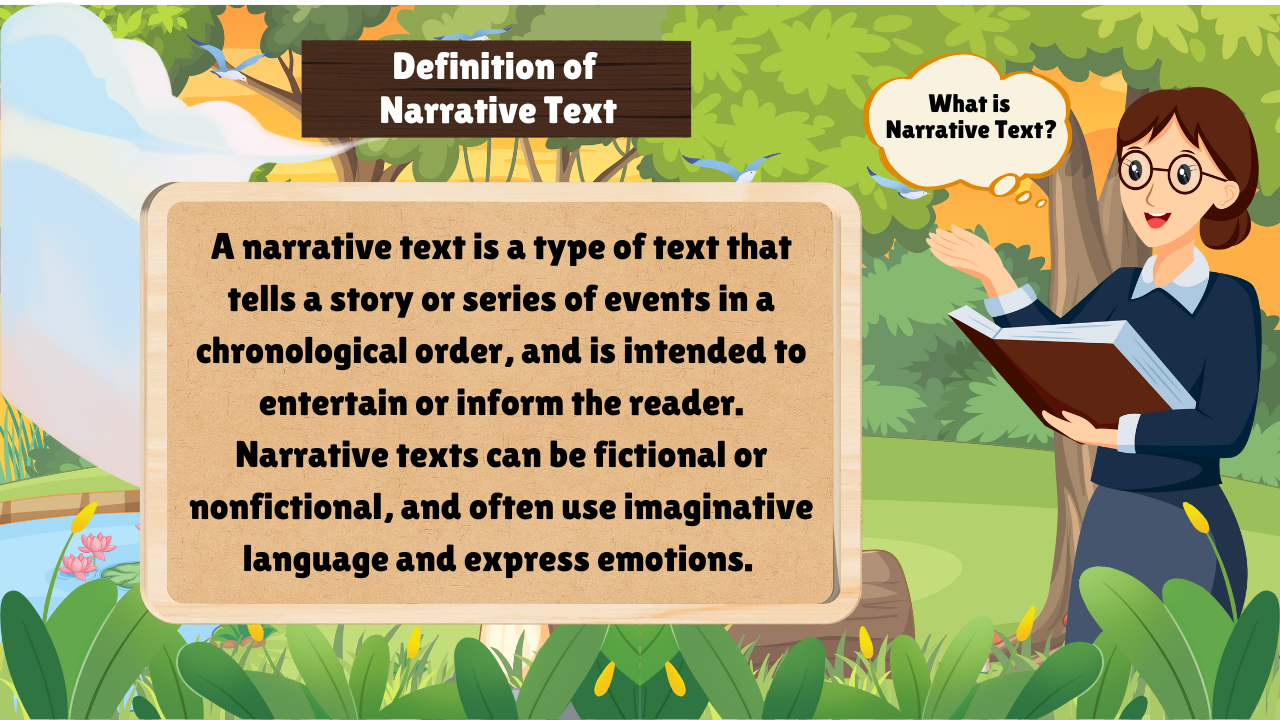 Definition of
Narrative Text
What is
Narrative Text?
A narrative text is a type of text that
tells a story or series of events in a
chronological order, and is intended to
entertain or inform the reader.
Narrative texts can be fictional or
nonfictional, and often use imaginative
language and express emotions.